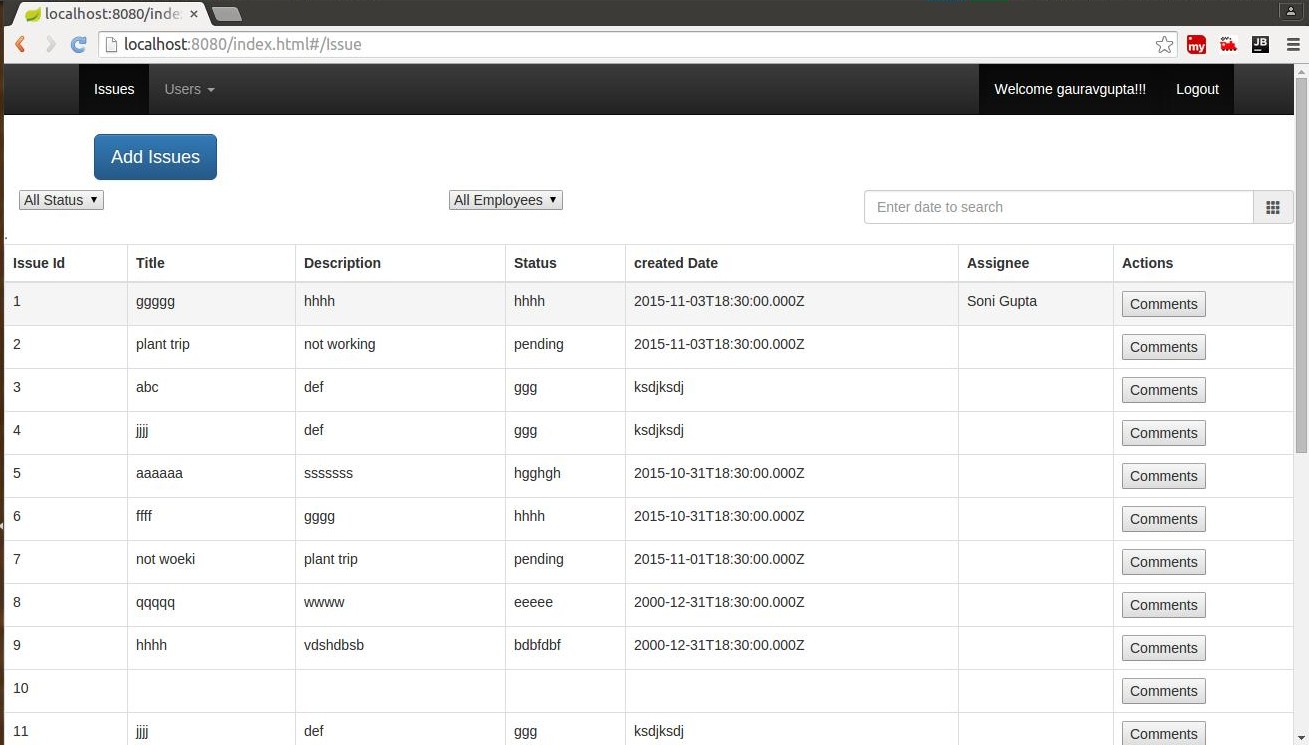 localhost:8080/inde
localhost:8080/index.html#/Issue
my
JB
Issues Users Welcome gauravgupta!!! Logout
Add Issues
All Status All Employees Enter date to search
Issue Id Title Description Status created Date Assignee Actions
1 ggggg hhhh hhhh 2015-11-03T18:30:00.000Z Soni Gupta Comments
2 plant trip not working pending 2015-11-03T18:30:00.000Z Comments
3 abc def ggg ksdjksdj Comments
4 jjjj def ggg ksdjksdj Comments
5 aaaaaa sssssss hgghgh 2015-10-31T18:30:00.000Z Comments
6 ffff gggg hhhh 2015-10-31T18:30:00.000Z Comments
7 not woeki plant trip pending 2015-11-01T18:30:00.000Z Comments
8 qqqqq wwww eeeee 2000-12-31T18:30:00.000Z Comments
9 hhhh vdshdbsb bdbfdbf 2000-12-31T18:30:00.000Z Comments
10 Comments
11 jjjj def ggg ksdjksdj Comments